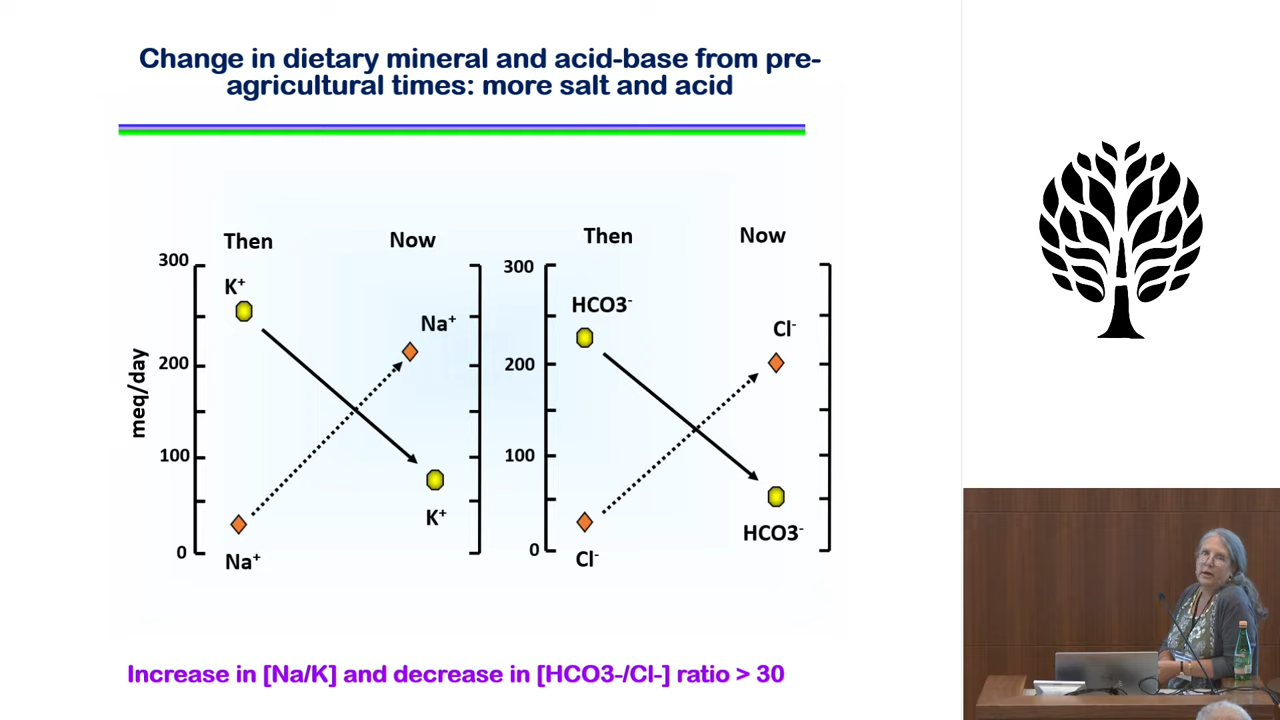 Change in dietary mineral and acid-base from pre-
agricultural times: more salt and acid
Then
Now
300
K⁺
Na⁺
200
meq/day
100
K⁺
0
Na⁺
Then
Now
300
HCO3⁻
Cl⁻
200
100
HCO3⁻
0
Cl⁻
Increase in [Na/K] and decrease in [HCO3-/Cl-] ratio > 30